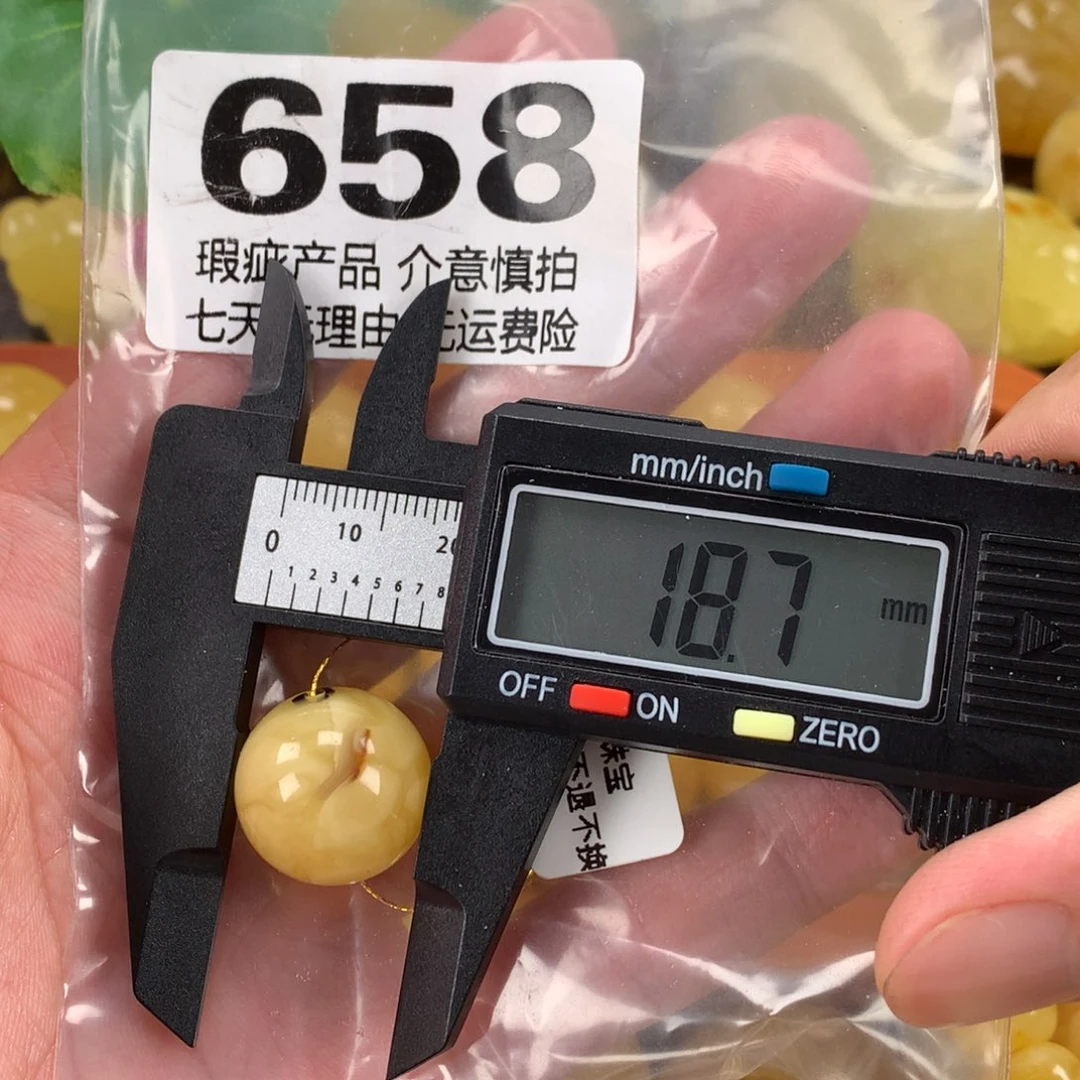 658
瑕疵产品 介意慎拍
七天无理由 无运费险
mm/inch
0 10 20
1 2 3 4 5 6 7 8
18.7 mm
OFF ON ZERO
珠宝
不退不换